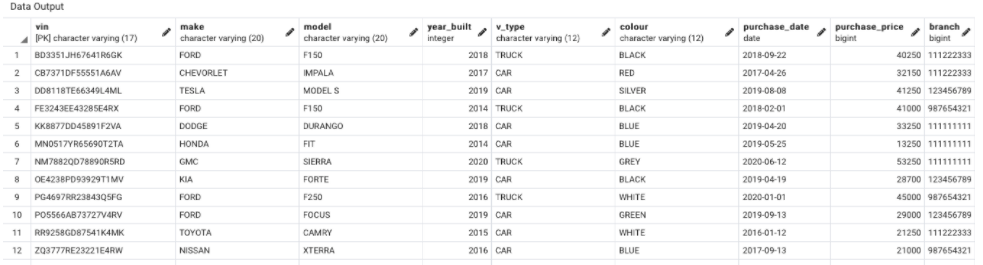 Data Output
vin make model year_built v_type colour purchase_date purchase_price branch
[PK] character varying (17) character varying (20) character varying (20) integer character varying (12) character varying (12) date bigint bigint
1 BD3351JH67641R6GK FORD F150 2018 TRUCK BLACK 2018-09-22 40250 111222333
2 CB7371DF55551A6AV CHEVORLET IMPALA 2017 CAR RED 2017-04-26 32150 111222333
3 DD8118TE66349L4ML TESLA MODEL S 2019 CAR SILVER 2019-08-08 41250 123456789
4 FE3243EE43285E4RX FORD F150 2014 TRUCK BLACK 2018-02-01 41000 987654321
5 KK8877DD45891F2VA DODGE DURANGO 2018 CAR BLUE 2019-04-20 33250 111111111
6 MN0517YR65690T2TA HONDA FIT 2014 CAR BLUE 2019-05-25 13250 111111111
7 NM7882QD78890R5RD GMC SIERRA 2020 TRUCK GREY 2020-06-12 53250 111111111
8 OE4238PD93929T1MV KIA FORTE 2019 CAR BLACK 2019-04-19 28700 123456789
9 PG4697RR23843Q5FG FORD F250 2016 TRUCK WHITE 2020-01-01 45000 987654321
10 PO5566AB73727V4RV FORD FOCUS 2019 CAR GREEN 2019-09-13 29000 123456789
11 RR9258GD87541K4MK TOYOTA CAMRY 2015 CAR WHITE 2016-01-12 21250 111222333
12 ZQ3777RE23221E4RW NISSAN XTERRA 2016 CAR BLUE 2017-09-13 21000 987654321